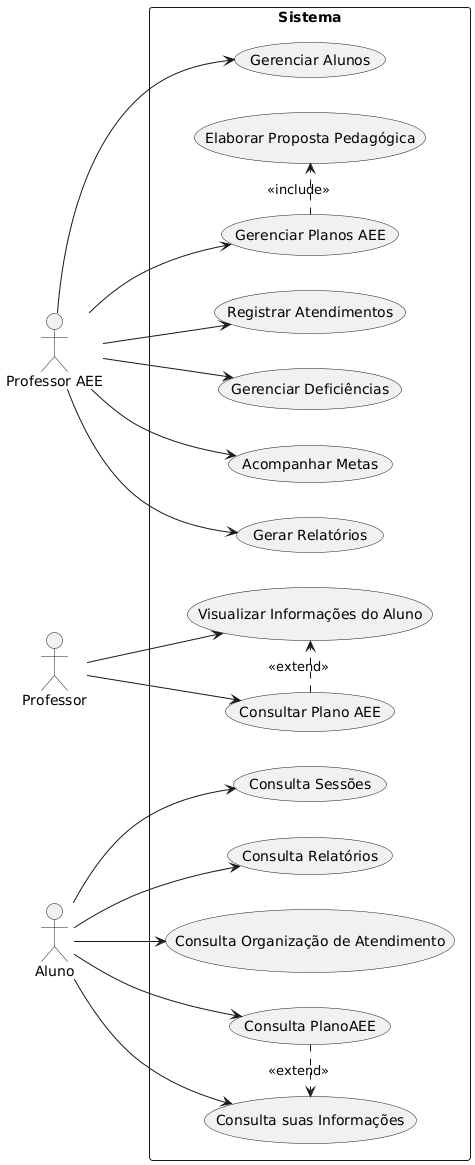 Sistema
Gerenciar Alunos
Elaborar Proposta Pedagógica
«include»
Gerenciar Planos AEE
Registrar Atendimentos
Professor AEE
Gerenciar Deficiências
Acompanhar Metas
Gerar Relatórios
Visualizar Informações do Aluno
«extend»
Professor
Consultar Plano AEE
Consulta Sessões
Consulta Relatórios
Consulta Organização de Atendimento
Aluno
Consulta PlanoAEE
«extend»
Consulta suas Informações